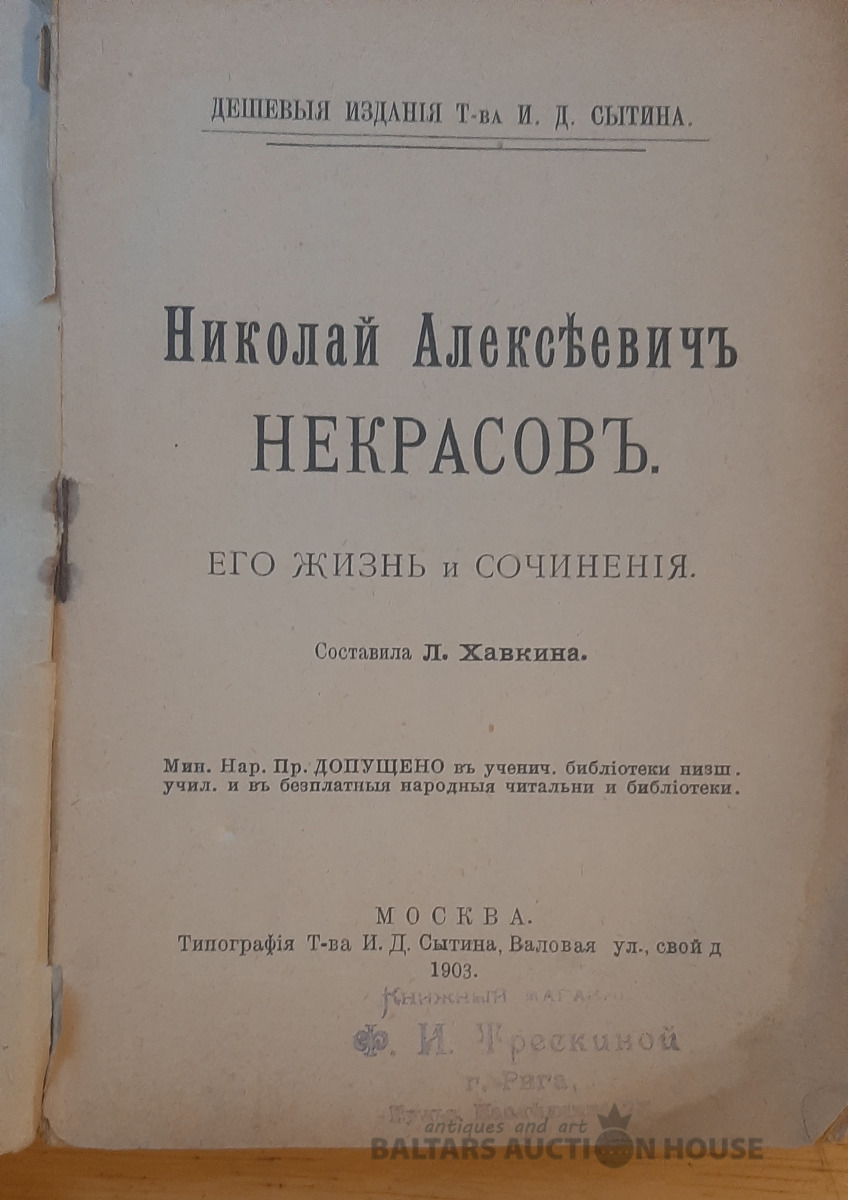 ДЕШЕВЫЯ ИЗДАНІЯ Т-ВА И. Д. СЫТИНА.
Николай Алексѣевичъ
НЕКРАСОВЪ.
ЕГО ЖИЗНЬ и СОЧИНЕНІЯ.
Составила Л. Хавкина.
Мин. Нар. Пр. ДОПУЩЕНО въ ученич. библіотеки низш.
учил. и въ безплатныя народныя читальни и библіотеки.
МОСКВА.
Типографія Т-ва И. Д. Сытина, Валовая ул., свой д
1903.
Книжный
Ф. И. Трескиной
г. Рига,
antiques and art
BALTARS AUCTION HOUSE